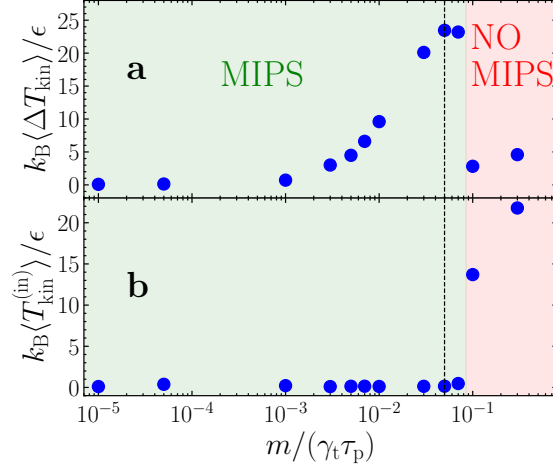 25
20
15
10
5
0
k_B⟨ΔT_kin⟩/ϵ
a
MIPS
NO
MIPS
20
15
10
5
0
k_B⟨T_kin^(in)⟩/ϵ
b
10^−5
10^−4
10^−3
10^−2
10^−1
m/(γ_t τ_p)